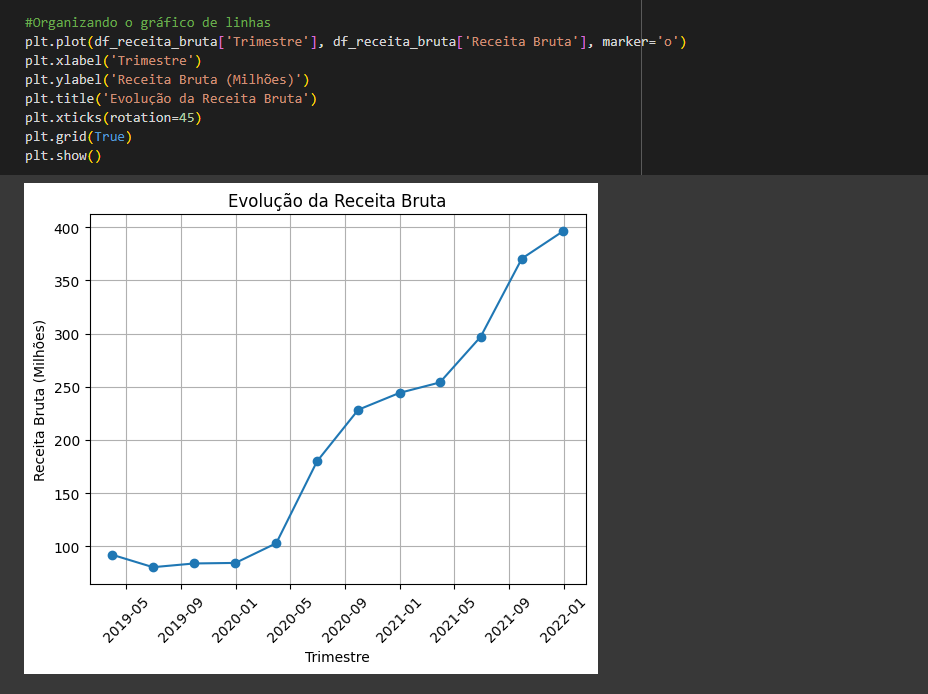 #Organizando o gráfico de linhas
plt.plot(df_receita_bruta['Trimestre'], df_receita_bruta['Receita Bruta'], marker='o')
plt.xlabel('Trimestre')
plt.ylabel('Receita Bruta (Milhões)')
plt.title('Evolução da Receita Bruta')
plt.xticks(rotation=45)
plt.grid(True)
plt.show()
Evolução da Receita Bruta
400
350
300
250
200
150
100
Receita Bruta (Milhões)
2019-05
2019-09
2020-01
2020-05
2020-09
2021-01
2021-05
2021-09
2022-01
Trimestre